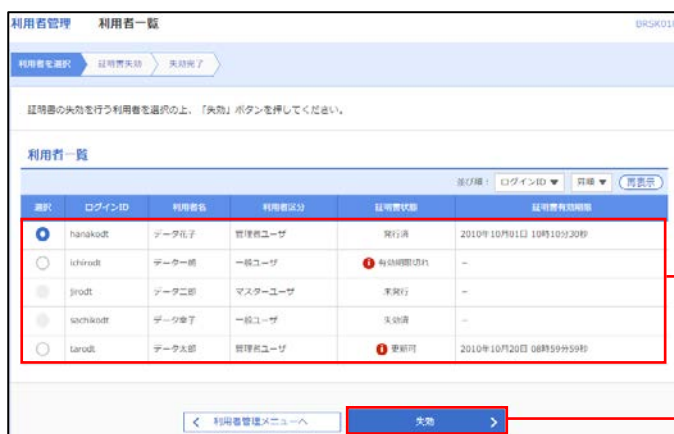 利用者管理 利用者一覧 BRSK010
利用者を選択 証明書失効 失効完了
証明書の失効を行う利用者を選択の上、「失効」ボタンを押してください。
利用者一覧
並び順： ログインID ▼ 昇順 ▼ 再表示
選択 ログインID 利用者名 利用者区分 証明書状態 証明書有効期限
hanakodt データ花子 管理者ユーザ 発行済 2010年10月01日 10時10分30秒
ichirodt データ一郎 一般ユーザ 有効期限切れ －
jirodt データ二郎 マスターユーザ 未発行 －
sachikodt データ幸子 一般ユーザ 失効済 －
tarodt データ太郎 管理者ユーザ 更新可 2010年10月20日 08時59分59秒
利用者管理メニューへ 失効